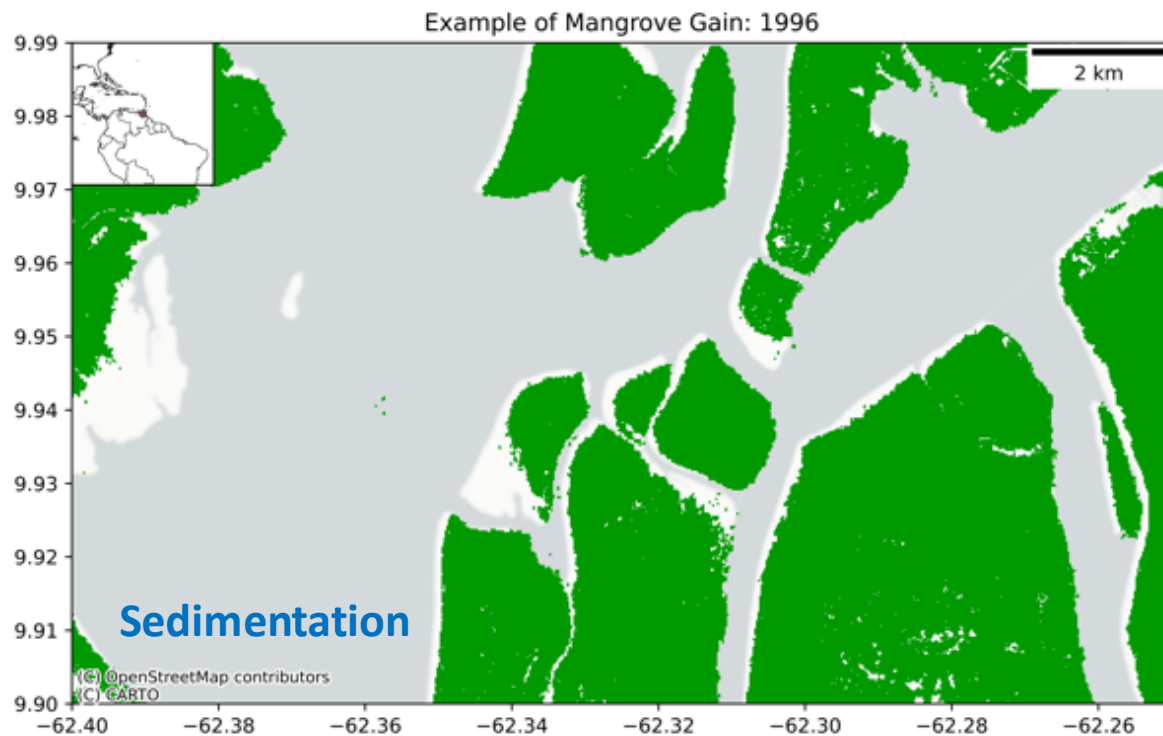 Example of Mangrove Gain: 1996
9.99
2 km
9.98
9.97
9.96
9.95
9.94
9.93
9.92
9.91
Sedimentation
(C) OpenStreetMap contributors
(C) CARTO
9.90
−62.40 −62.38 −62.36 −62.34 −62.32 −62.30 −62.28 −62.26